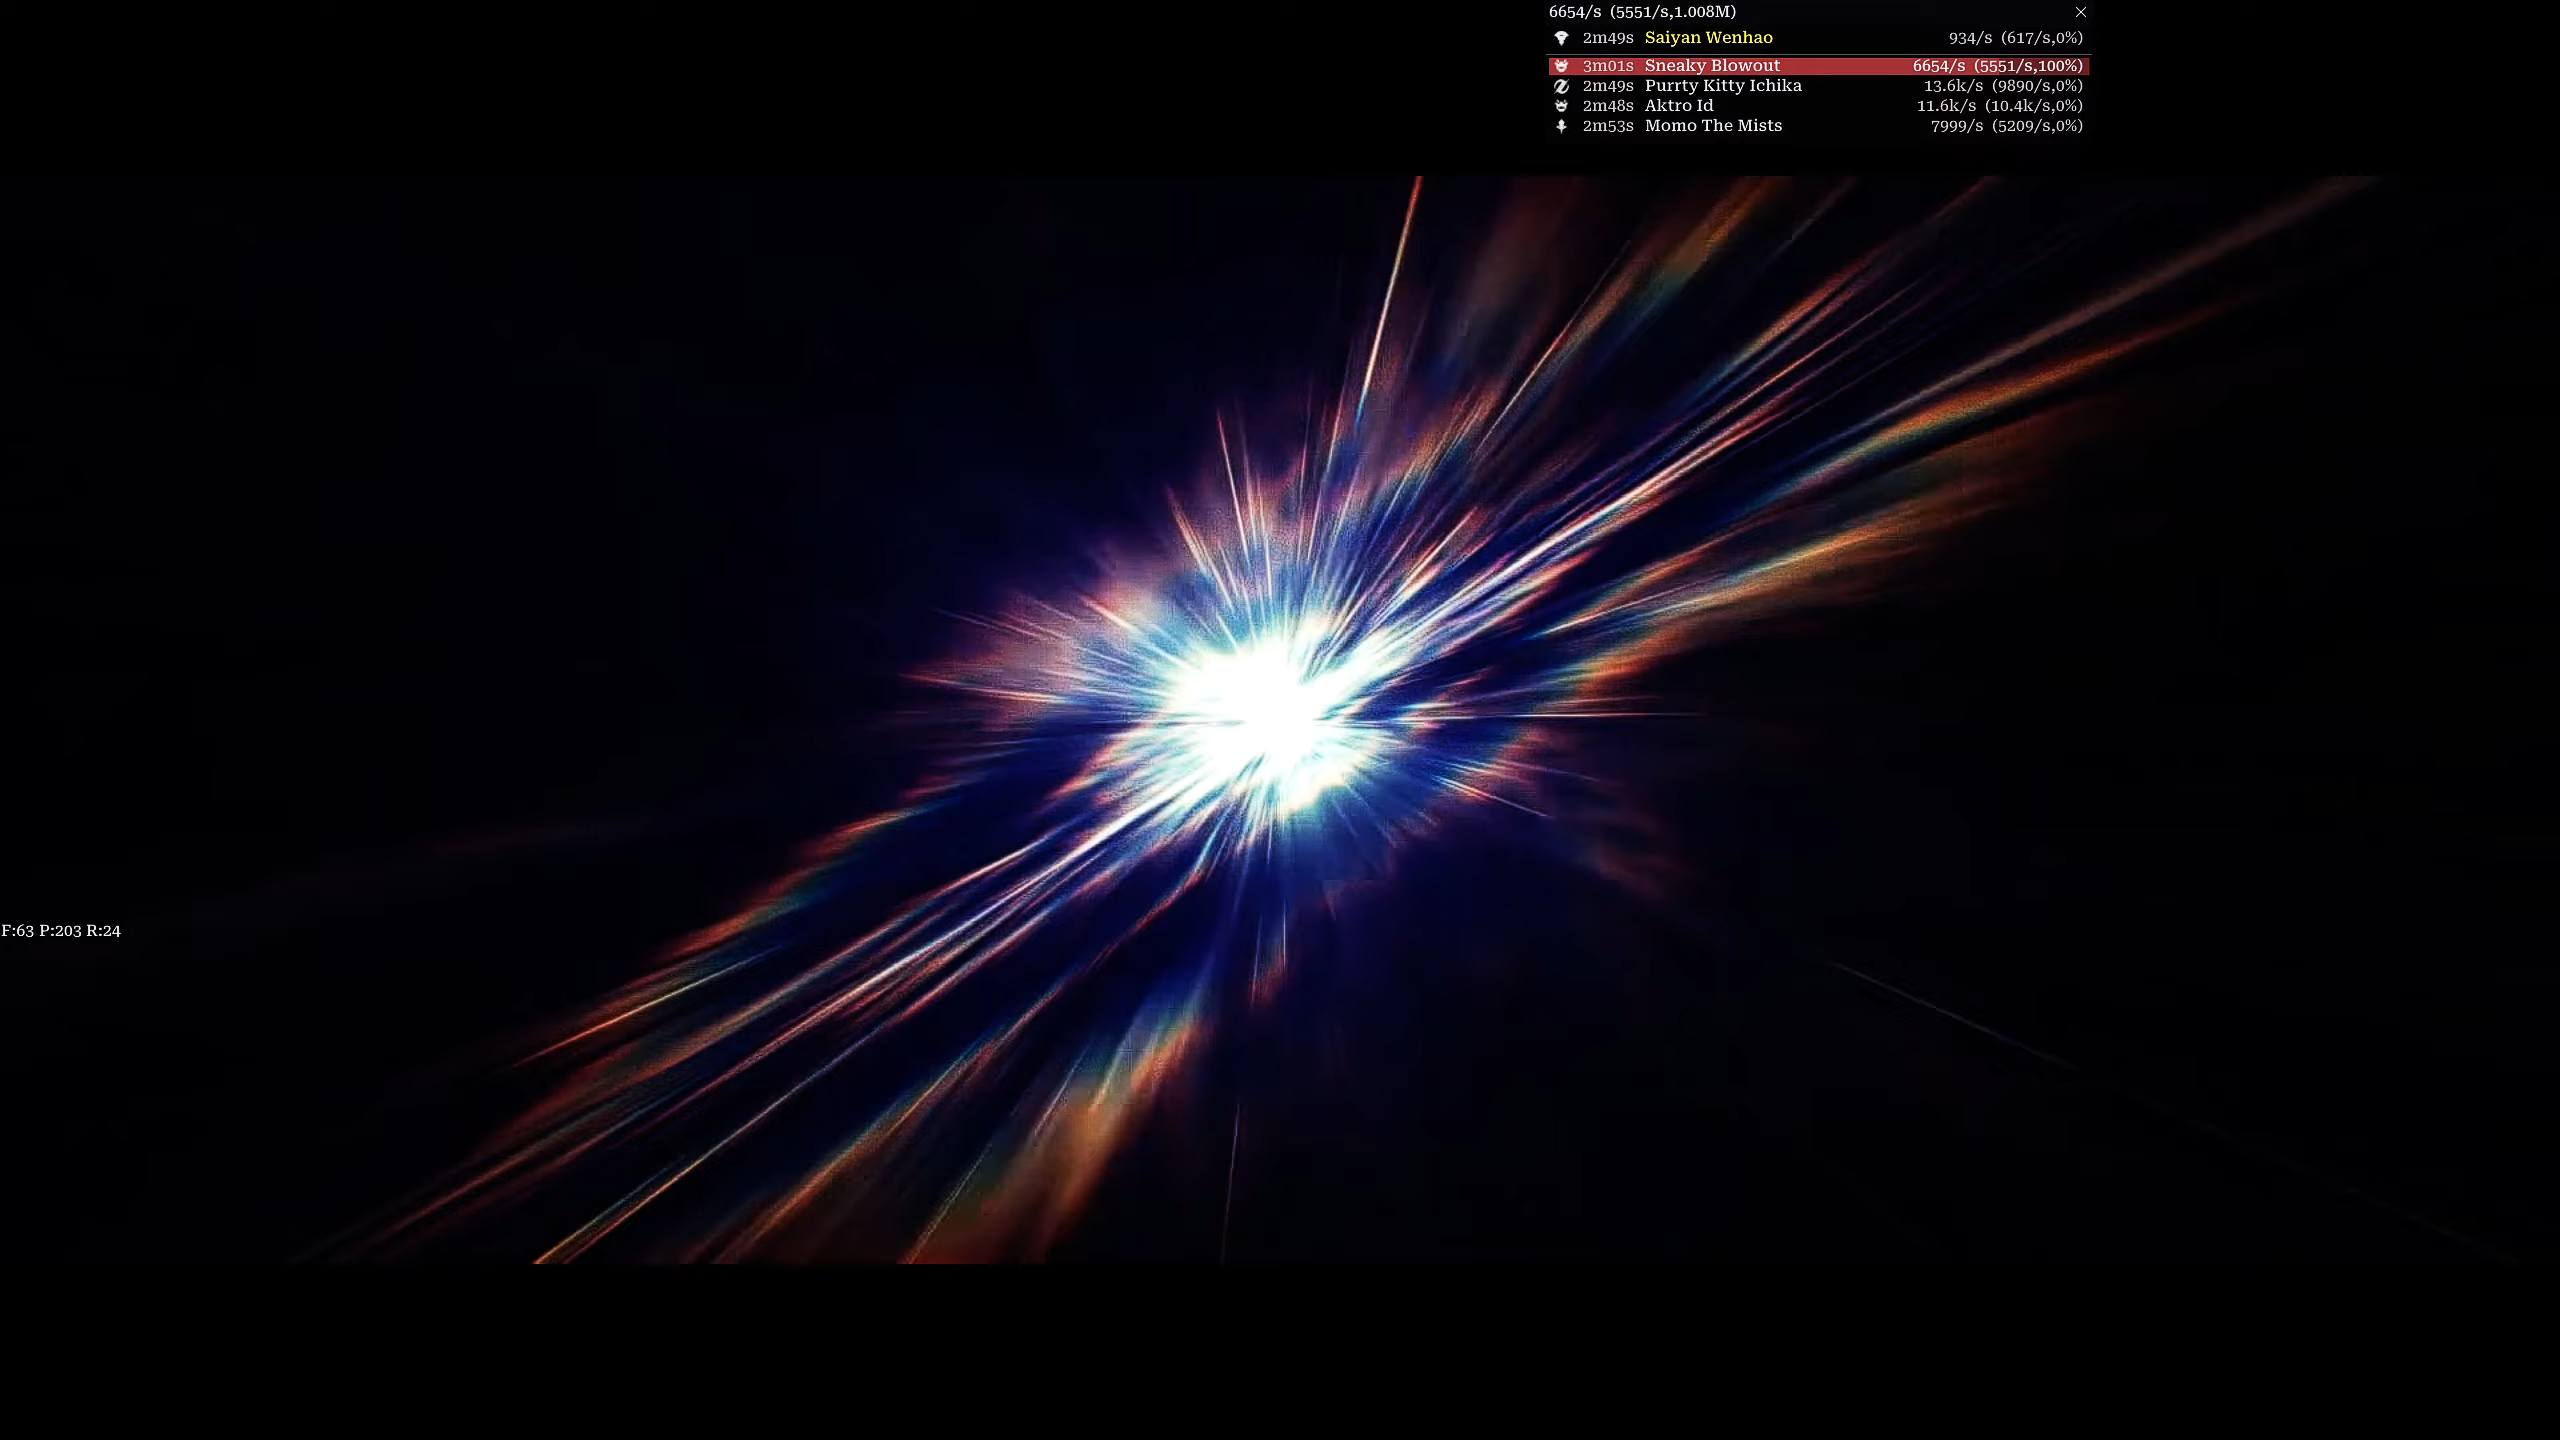 6654/s (5551/s,1.008M)
2m49s Saiyan Wenhao 934/s (617/s,0%)
3m01s Sneaky Blowout 6654/s (5551/s,100%)
2m49s Purrty Kitty Ichika 13.6k/s (9890/s,0%)
2m48s Aktro Id 11.6k/s (10.4k/s,0%)
2m53s Momo The Mists 7999/s (5209/s,0%)
F:63 P:203 R:24